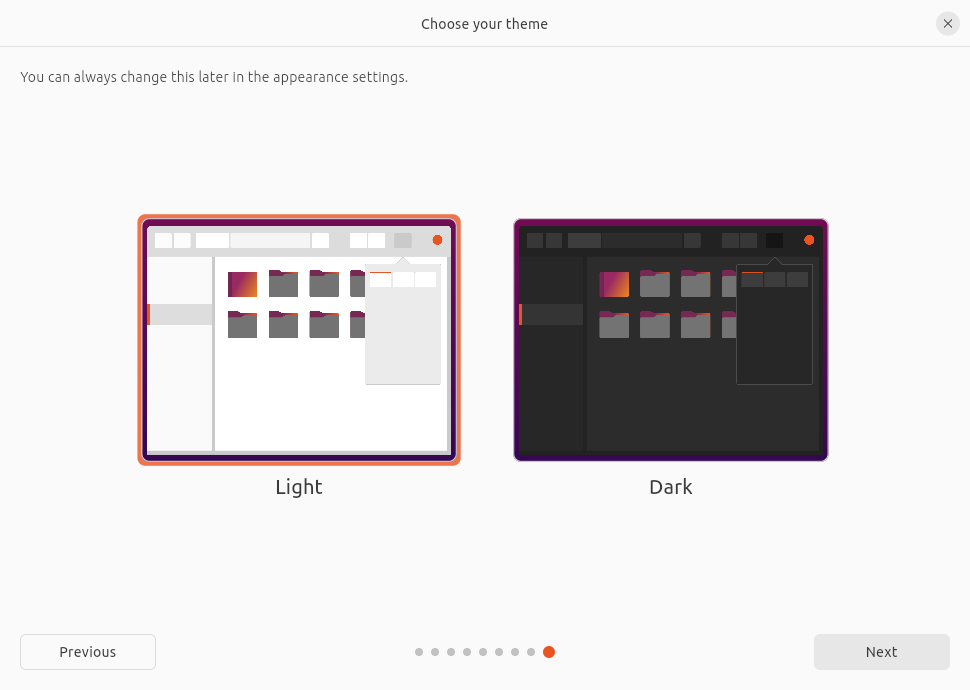 Choose your theme
You can always change this later in the appearance settings.
Light
Dark
Previous
Next